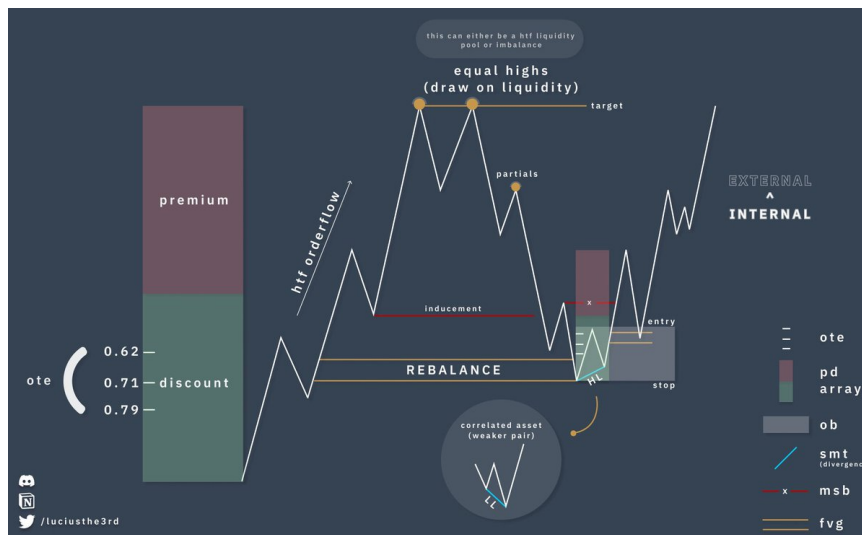 this can either be a htf liquidity
pool or imbalance
equal highs
(draw on liquidity)
target
partials
EXTERNAL
^
INTERNAL
premium
htf orderflow
inducement
x
entry
ote
0.62
0.71
0.79
discount
REBALANCE
HL
stop
correlated asset
(weaker pair)
LL
ote
pd
array
ob
smt
(divergenc
x
msb
fvg
N
/luciusthe3rd